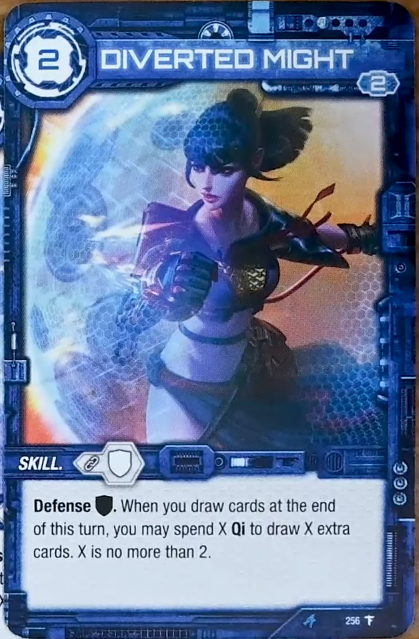 2
DIVERTED MIGHT
2
SKILL.
Defense. When you draw cards at the end
of this turn, you may spend X Qi to draw X extra
cards. X is no more than 2.
256